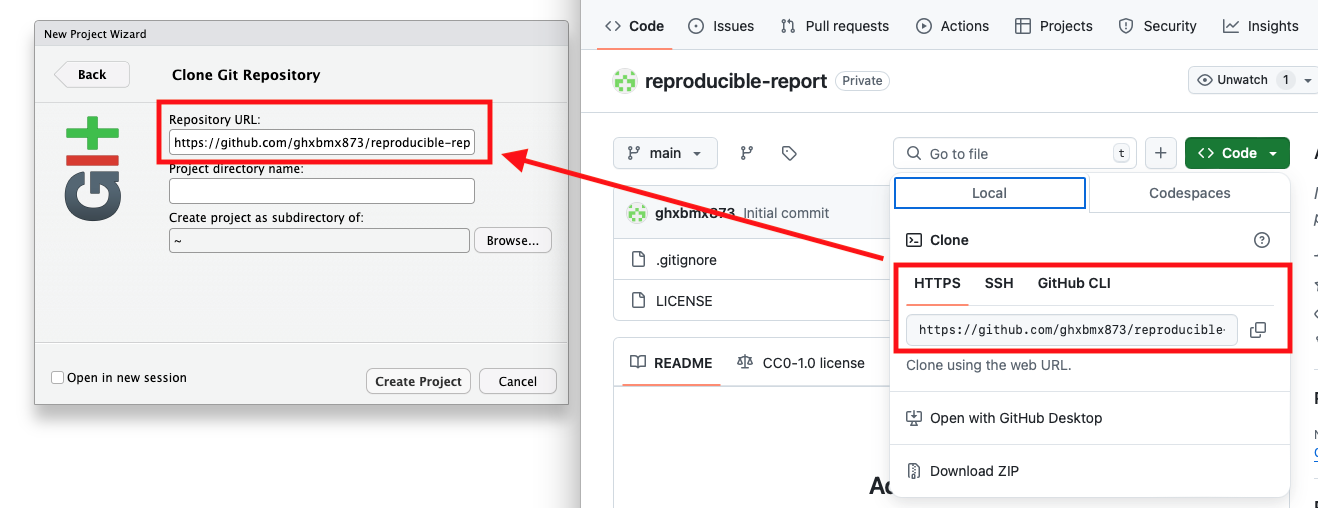 New Project Wizard
Back
Clone Git Repository
git
Repository URL:
https://github.com/ghxbmx873/reproducible-rep
Project directory name:
Create project as subdirectory of:
~
Browse...
Open in new session
Create Project
Cancel
Code
Issues
Pull requests
Actions
Projects
Security
Insights
reproducible-report
Private
Unwatch 1
main
Go to file
t
Code
ghxbmx873 Initial commit
.gitignore
LICENSE
README
CC0-1.0 license
Local
Codespaces
Clone
HTTPS
SSH
GitHub CLI
https://github.com/ghxbmx873/reproducible-
Clone using the web URL.
Open with GitHub Desktop
Download ZIP